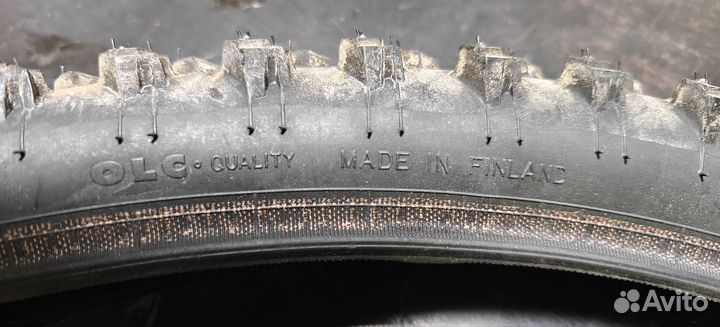 OLC• QUALITY MADE IN FINLAND
Avito